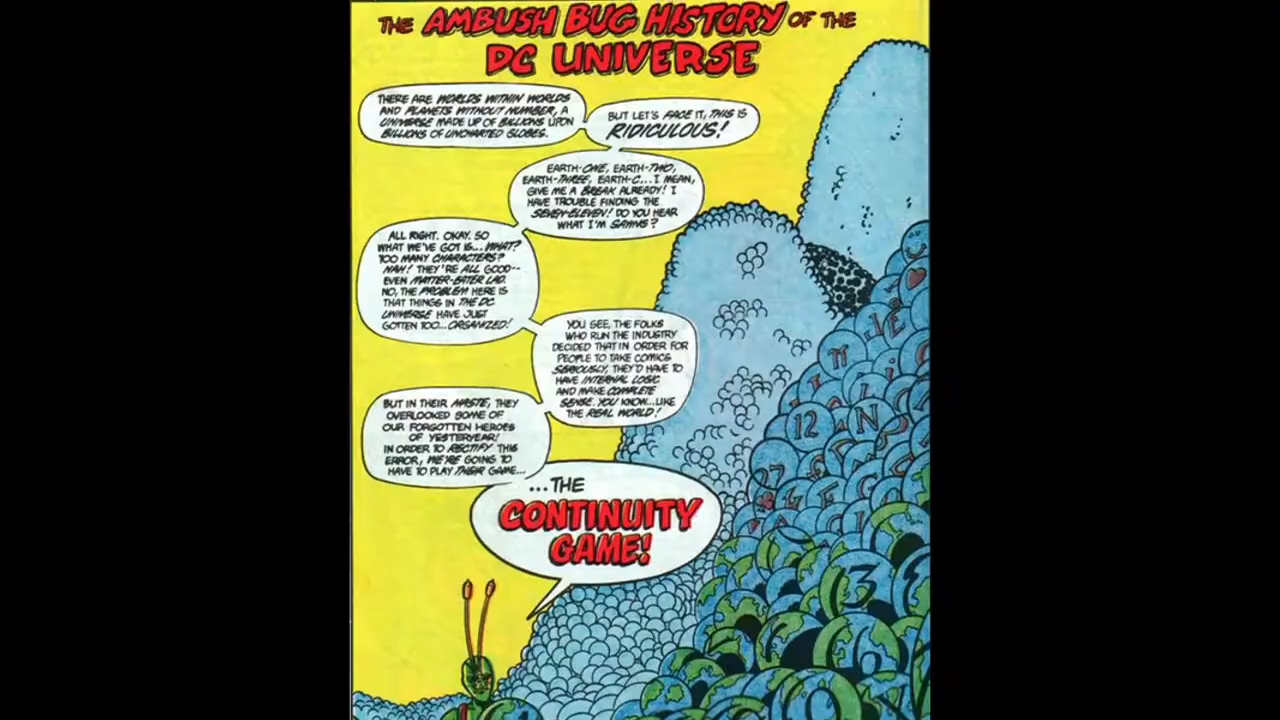 THE AMBUSH BUG HISTORY OF THE
DC UNIVERSE
THERE ARE WORLDS WITHIN WORLDS
AND PLANETS WITHOUT NUMBER, A
UNIVERSE MADE UP OF BILLIONS UPON
BILLIONS OF UNCHARTED GLOBES.
BUT LET'S FACE IT, THIS IS
RIDICULOUS!
EARTH-ONE, EARTH-TWO,
EARTH-THREE, EARTH-C... I MEAN,
GIVE ME A BREAK ALREADY! I
HAVE TROUBLE FINDING THE
SEVEN-ELEVEN! DO YOU HEAR
WHAT I'M SAYING?
ALL RIGHT. OKAY. SO
WHAT WE'VE GOT IS... WHAT?
TOO MANY CHARACTERS?
NAH! THEY'RE ALL GOOD--
EVEN MATTER-EATER LAD.
NO, THE PROBLEM HERE IS
THAT THINGS IN THE DC
UNIVERSE HAVE JUST
GOTTEN TOO... ORGANIZED!
YOU SEE, THE FOLKS
WHO RUN THE INDUSTRY
DECIDED THAT IN ORDER FOR
PEOPLE TO TAKE COMICS
SERIOUSLY, THEY'D HAVE TO
HAVE INTERNAL LOGIC
AND MAKE COMPLETE
SENSE. YOU KNOW... LIKE
THE REAL WORLD!
BUT IN THEIR HASTE, THEY
OVERLOOKED SOME OF
OUR FORGOTTEN HEROES
OF YESTERYEAR!
IN ORDER TO RECTIFY THIS
ERROR, WE'RE GOING TO
HAVE TO PLAY THEIR GAME...
...THE
CONTINUITY
GAME!
12
N
3
6